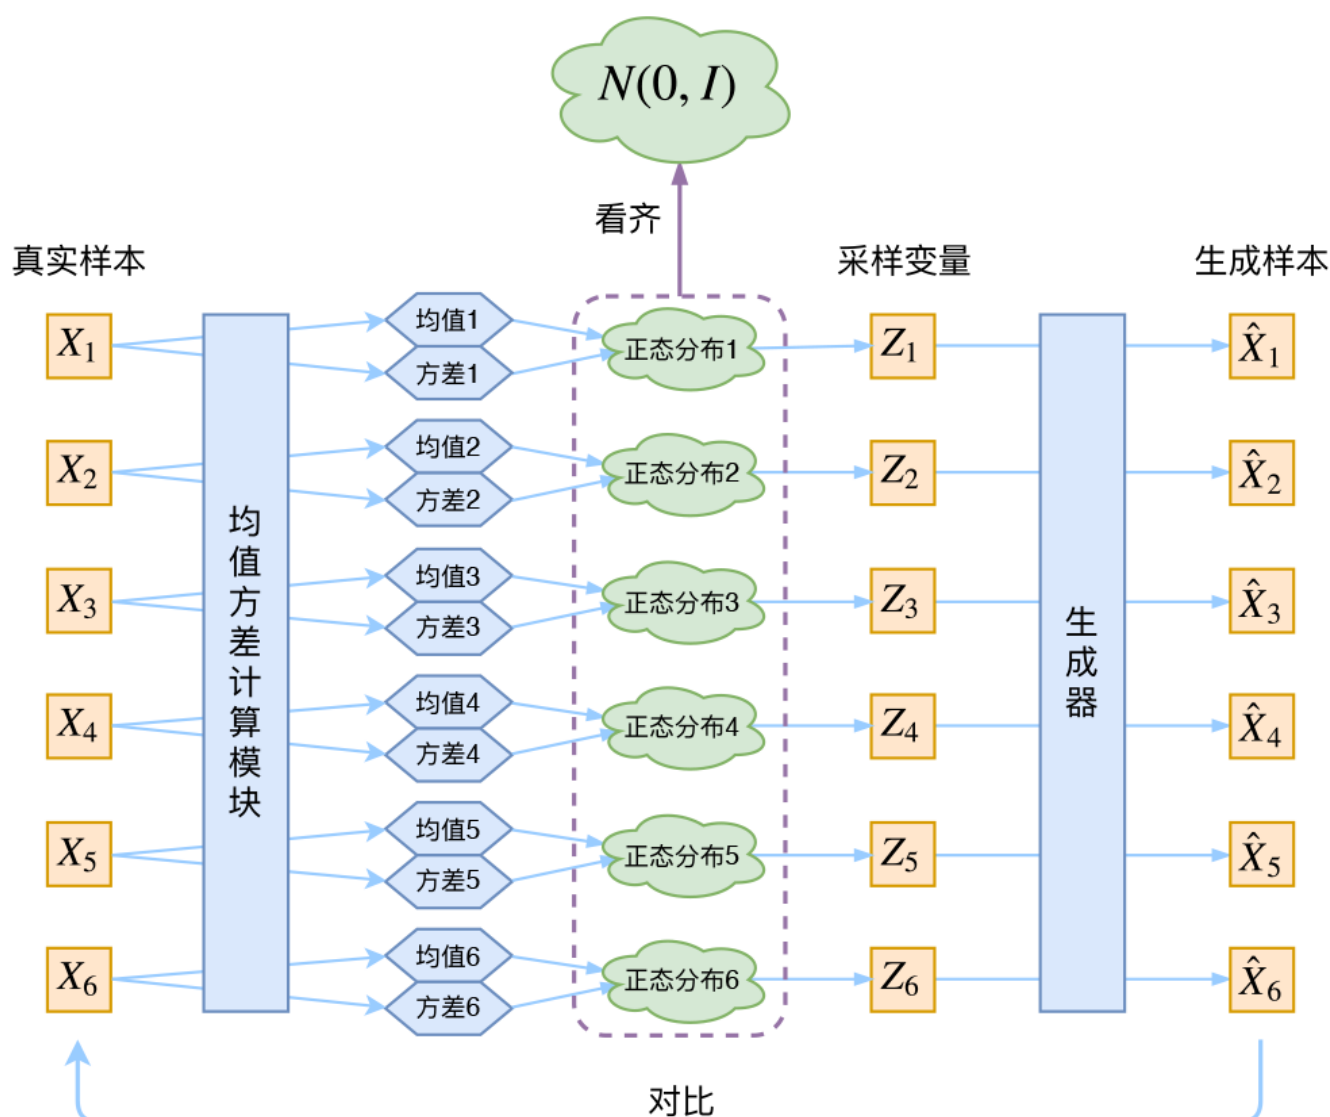 N(0, I)
看齐
真实样本
采样变量
生成样本
X₁
均值1
方差1
正态分布1
Z₁
X̂₁
X₂
均值2
方差2
正态分布2
Z₂
X̂₂
X₃
均值3
方差3
正态分布3
Z₃
X̂₃
X₄
均值4
方差4
正态分布4
Z₄
X̂₄
X₅
均值5
方差5
正态分布5
Z₅
X̂₅
X₆
均值6
方差6
正态分布6
Z₆
X̂₆
均值方差计算模块
生成器
对比